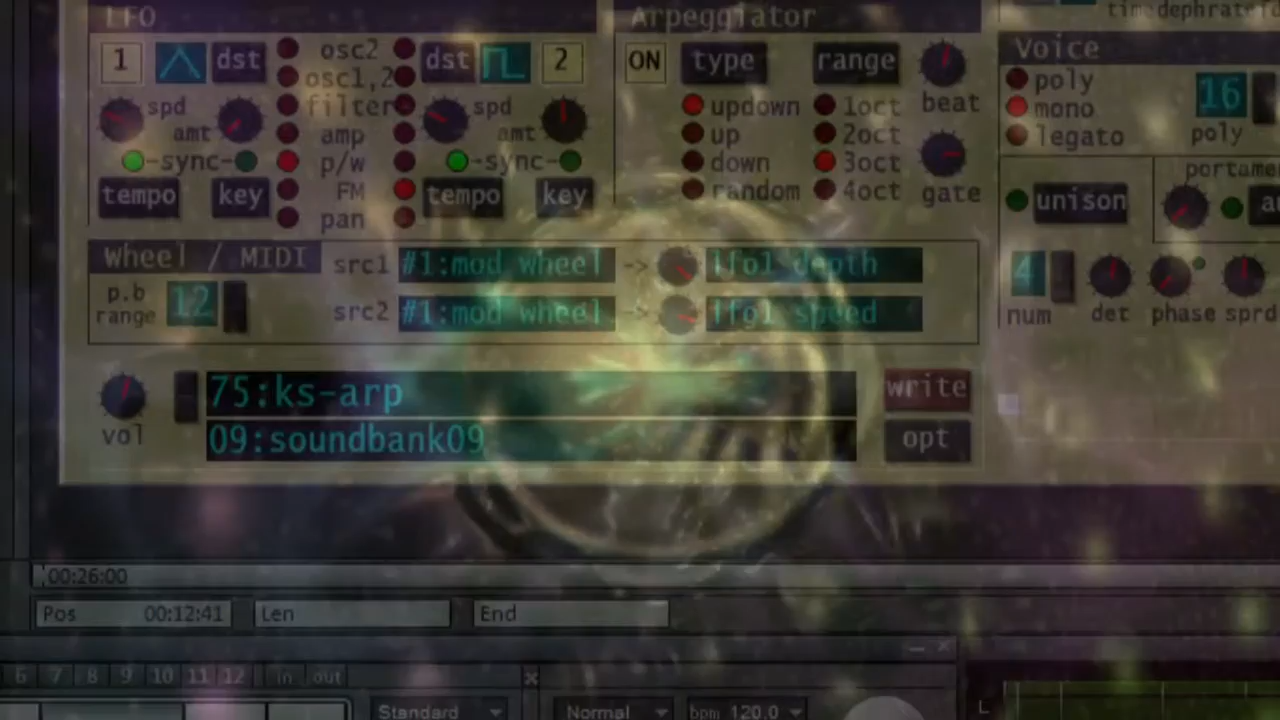 LFO
Arpeggiator
Voice
1 dst osc2 dst 2
osc1,2
filter
spd amt spd amt
amp
-sync- p/w -sync-
tempo key FM tempo key
pan
ON type range beat
updown 1oct
up 2oct
down 3oct
random 4oct
gate
poly 16
mono
legato poly
unison
4
num det phase sprd
Wheel / MIDI
p.b range 12
src1 #1:mod wheel -> lfo1 depth
src2 #1:mod wheel -> lfo1 speed
vol
75:ks-arp write
09:soundbank09 opt
00:26:00
Pos 00:12:41 Len End
6 7 8 9 10 11 12 in out x
Standard Normal bpm 120.0 L